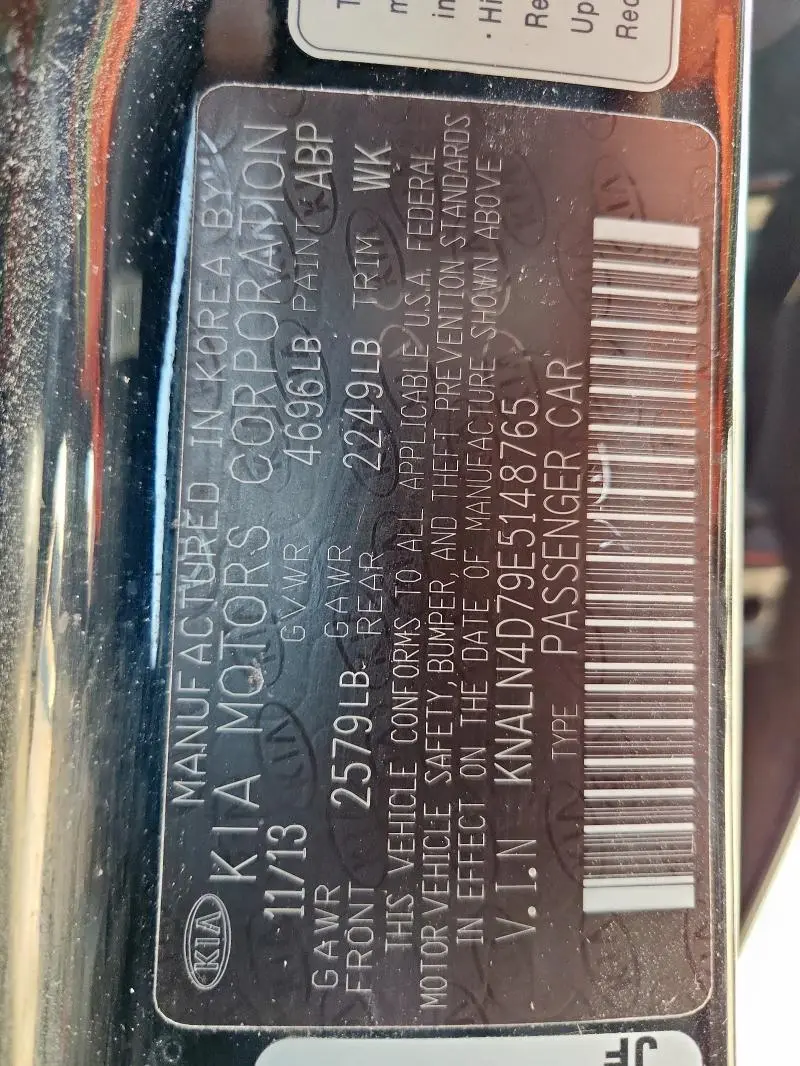 MANUFACTURED IN KOREA BY
KIA KIA MOTORS CORPORATION
11/13 GVWR 4696LB PAINT ABP
GAWR FRONT 2579LB GAWR REAR 2249LB TRIM WK
THIS VEHICLE CONFORMS TO ALL APPLICABLE U.S.A. FEDERAL
MOTOR VEHICLE SAFETY, BUMPER, AND THEFT PREVENTION STANDARDS
IN EFFECT ON THE DATE OF MANUFACTURE SHOWN ABOVE
V.I.N KNALN4D79E5148765
TYPE PASSENGER CAR